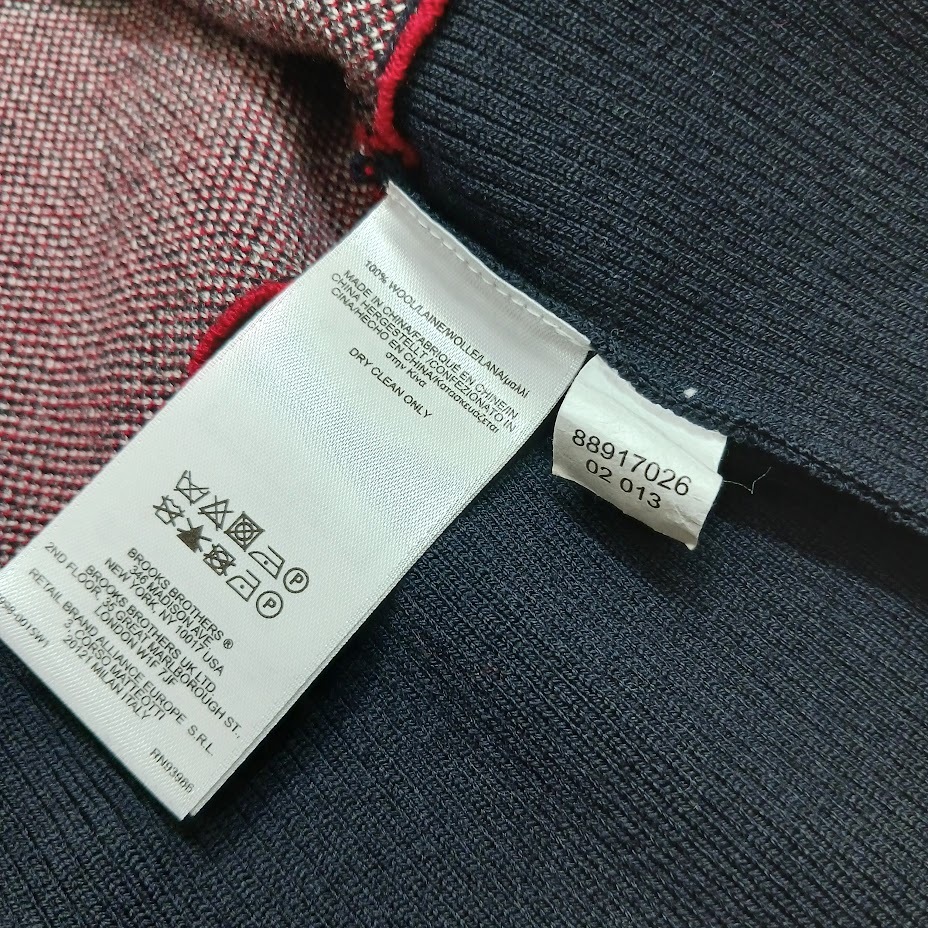 100% WOOL/LAINE/WOLLE/LANA/μαλλί
MADE IN CHINA/FABRIQUÉ EN CHINE/IN
CHINA HERGESTELLT /CONFEZIONATO IN
CINA/HECHO EN CHINA/Κατασκευάζεται
στην Κίνα
DRY CLEAN ONLY
P
P
BROOKS BROTHERS ®
346 MADISON AVE
NEW YORK NY 10017 USA
BROOKS BROTHERS UK LTD
2ND FLOOR, 35 GREAT MARLBOROUGH ST.,
LONDON W1F 7JF
RETAIL BRAND ALLIANCE EUROPE S.R.L.
3, CORSO MATTEOTTI
20121 MILAN ITALY
RN93986
88917026
02 013